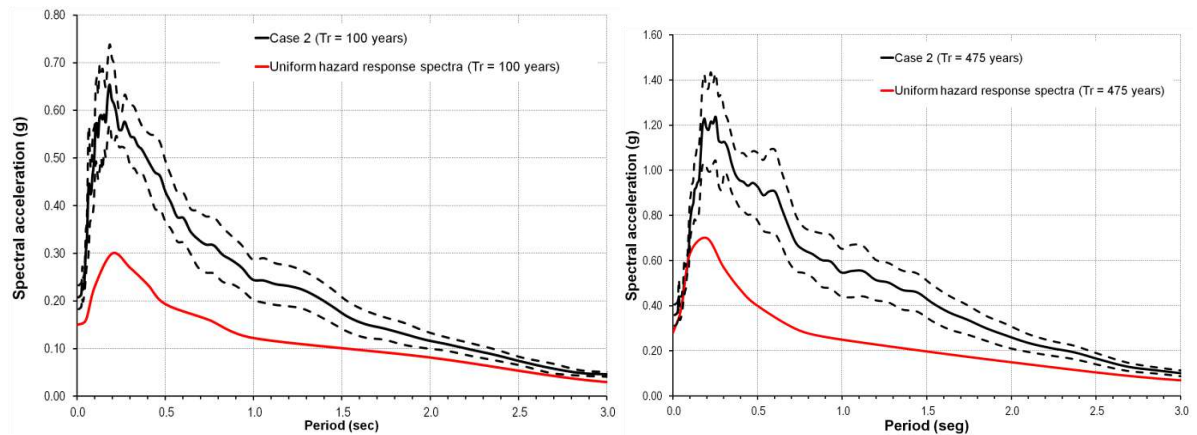 0.80
0.70
0.60
0.50
0.40
0.30
0.20
0.10
0.00
Spectral acceleration (g)
Case 2 (Tr = 100 years)
Uniform hazard response spectra (Tr = 100 years)
0.0 0.5 1.0 1.5 2.0 2.5 3.0
Period (sec)
1.60
1.40
1.20
1.00
0.80
0.60
0.40
0.20
0.00
Spectral acceleration (g)
Case 2 (Tr = 475 years)
Uniform hazard response spectra (Tr = 475 years)
0.0 0.5 1.0 1.5 2.0 2.5 3.0
Period (seg)